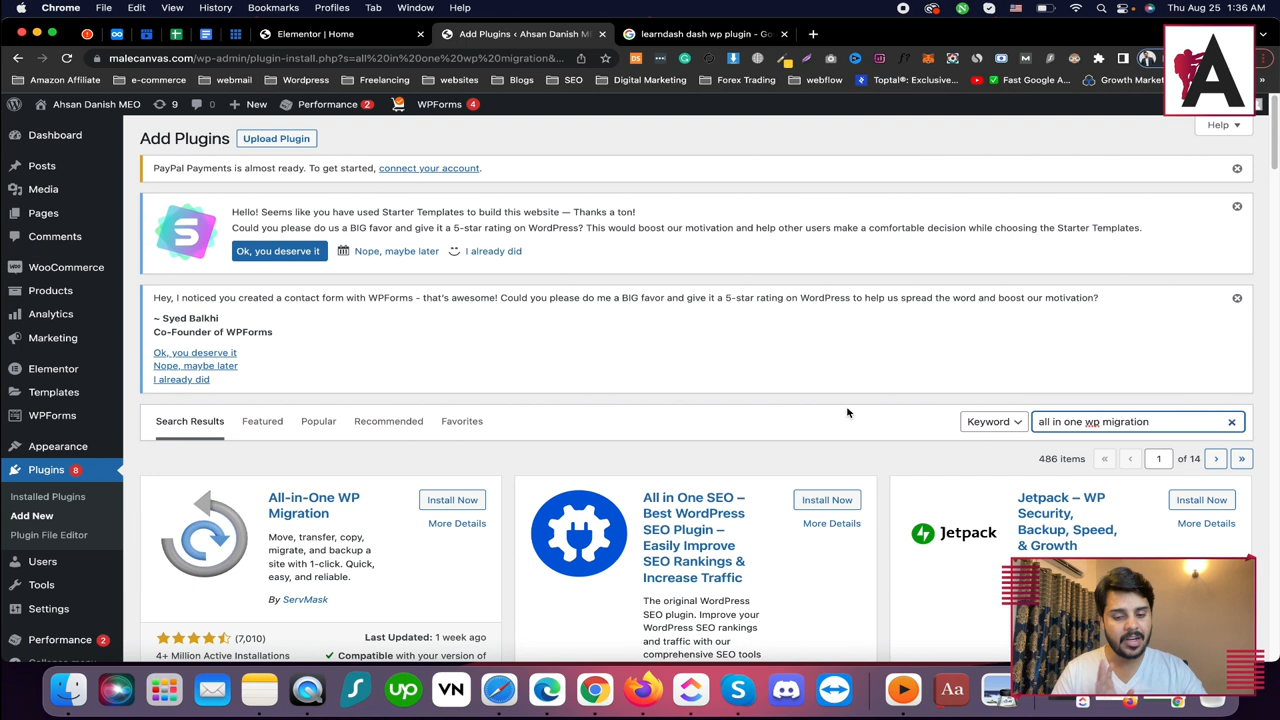 Chrome File Edit View History Bookmarks Profiles Tab Window Help Thu Aug 17 1:36 AM
Elementor | Home
Add Plugins ‹ Ahsan Danish MEO
learndash dash wp plugin - Go
malecanvas.com/wp-admin/plugin-install.php?s=all%20in%20one%20wp%20migration&...
Amazon Affiliate e-commerce webmail Wordpress Freelancing websites Blogs SEO Digital Marketing Forex Trading webflow Toptal®: Exclusive... Fast Google A... Growth Market
A
Ahsan Danish MEO 9 0 New Performance 2 WPForms 4
Dashboard
Posts
Media
Pages
Comments
WooCommerce
Products
Analytics
Marketing
Elementor
Templates
WPForms
Appearance
Plugins 8
Installed Plugins
Add New
Plugin File Editor
Users
Tools
Settings
Performance 2
Collapse menu
Help
Add Plugins Upload Plugin
PayPal Payments is almost ready. To get started, connect your account.
Hello! Seems like you have used Starter Templates to build this website — Thanks a ton!
Could you please do us a BIG favor and give it a 5-star rating on WordPress? This would boost our motivation and help other users make a comfortable decision while choosing the Starter Templates.
Ok, you deserve it Nope, maybe later I already did
Hey, I noticed you created a contact form with WPForms - that's awesome! Could you please do me a BIG favor and give it a 5-star rating on WordPress to help us spread the word and boost our motivation?
~ Syed Balkhi
Co-Founder of WPForms
Ok, you deserve it
Nope, maybe later
I already did
Search Results Featured Popular Recommended Favorites Keyword all in one wp migration
486 items « ‹ 1 of 14 › »
All-in-One WP
Migration
Install Now
More Details
Move, transfer, copy,
migrate, and backup a
site with 1-click. Quick,
easy, and reliable.
By ServMask
(7,010)
Last Updated: 1 week ago
4+ Million Active Installations
Compatible with your version of
All in One SEO –
Best WordPress
SEO Plugin –
Easily Improve
SEO Rankings &
Increase Traffic
Install Now
More Details
The original WordPress
SEO plugin. Improve your
WordPress SEO rankings
and traffic with our
comprehensive SEO tools
Jetpack
Jetpack – WP
Security,
Backup, Speed,
& Growth
Install Now
More Details
up
VN
Aa